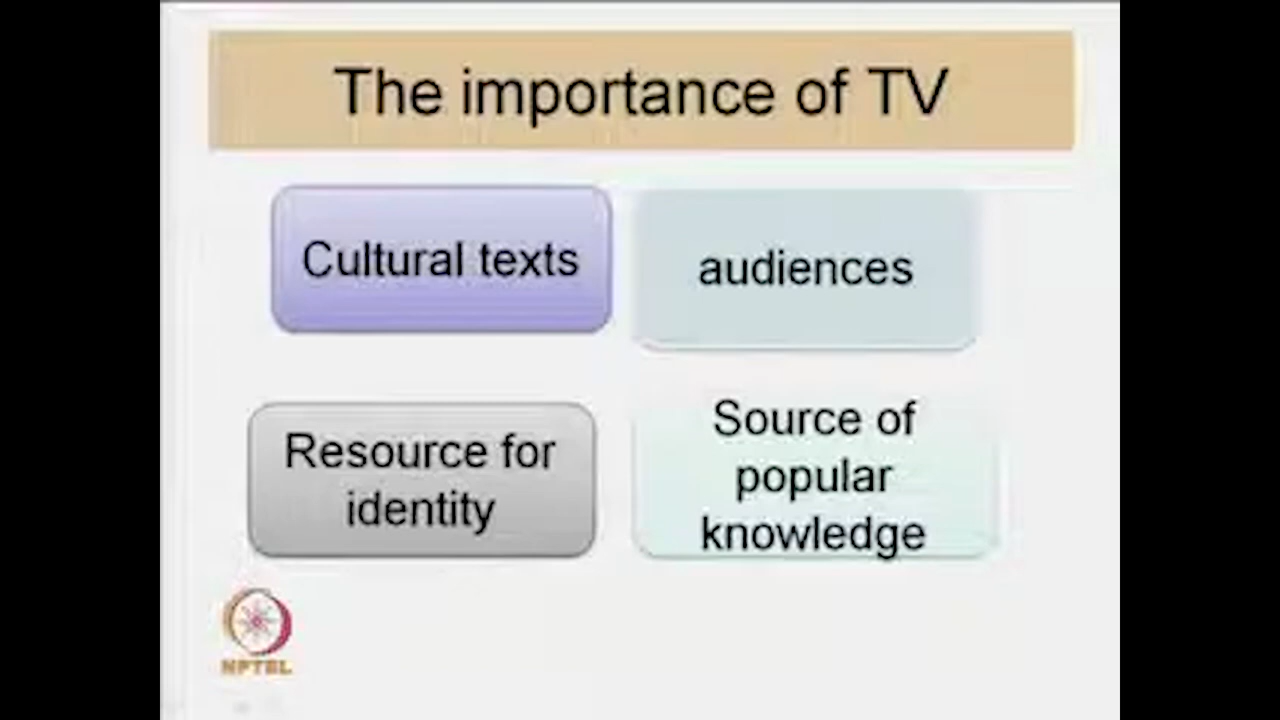 The importance of TV
Cultural texts
audiences
Resource for
identity
Source of
popular
knowledge
NPTEL